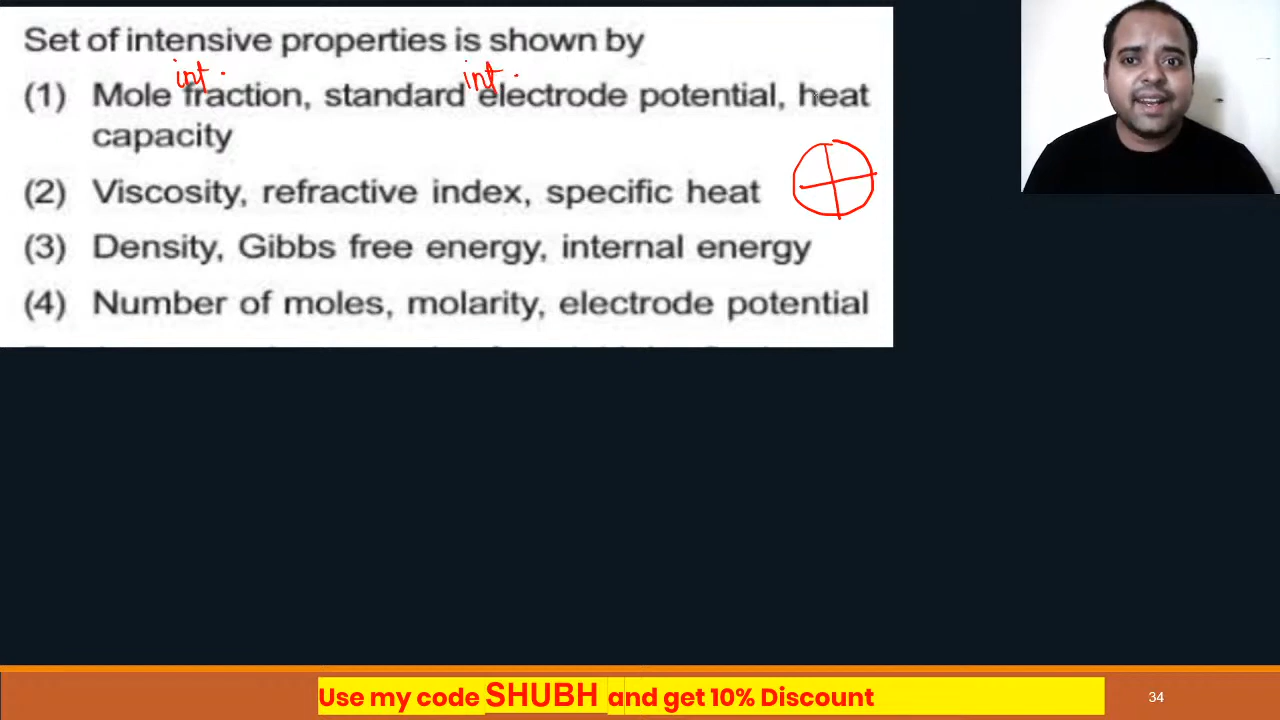 Set of intensive properties is shown by
int. int.
(1) Mole fraction, standard electrode potential, heat
capacity
(2) Viscosity, refractive index, specific heat
(3) Density, Gibbs free energy, internal energy
(4) Number of moles, molarity, electrode potential
Use my code SHUBH and get 10% Discount
34